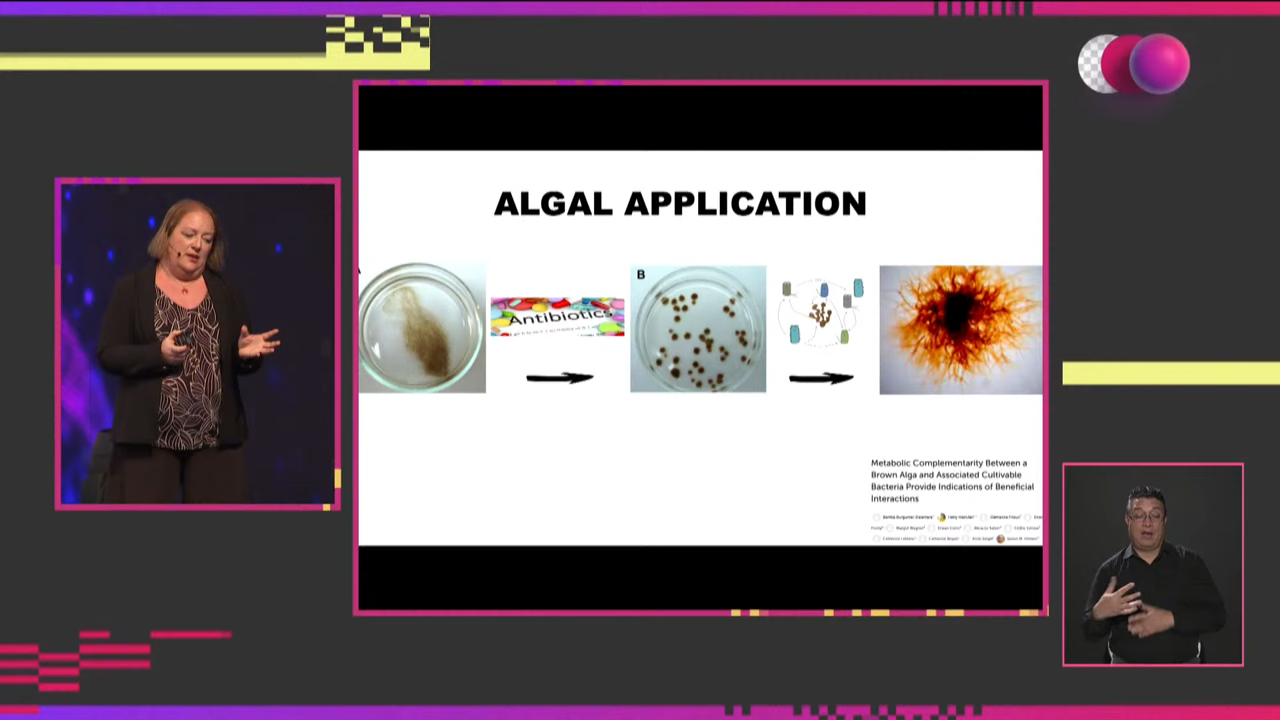 ALGAL APPLICATION
Antibiotics
B
Metabolic Complementarity Between a
Brown Alga and Associated Cultivable
Bacteria Provide Indications of Beneficial
Interactions